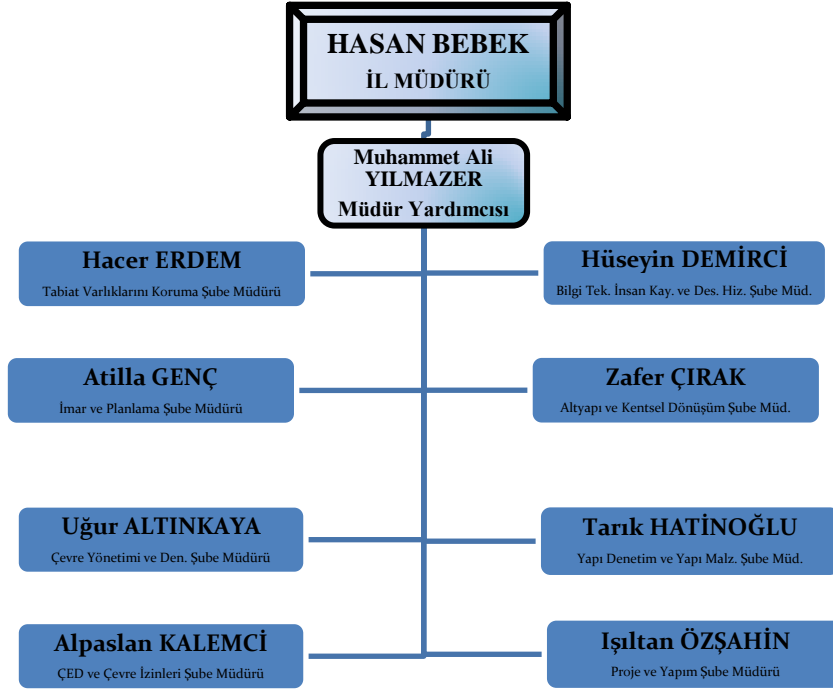 HASAN BEBEK
İL MÜDÜRÜ
Muhammet Ali
YILMAZER
Müdür Yardımcısı
Hacer ERDEM
Tabiat Varlıklarını Koruma Şube Müdürü
Hüseyin DEMİRCİ
Bilgi Tek. İnsan Kay. ve Des. Hiz. Şube Müd.
Atilla GENÇ
İmar ve Planlama Şube Müdürü
Zafer ÇIRAK
Altyapı ve Kentsel Dönüşüm Şube Müd.
Uğur ALTINKAYA
Çevre Yönetimi ve Den. Şube Müdürü
Tarık HATİNOĞLU
Yapı Denetim ve Yapı Malz. Şube Müd.
Alpaslan KALEMCİ
ÇED ve Çevre İzinleri Şube Müdürü
Işıltan ÖZŞAHİN
Proje ve Yapım Şube Müdürü